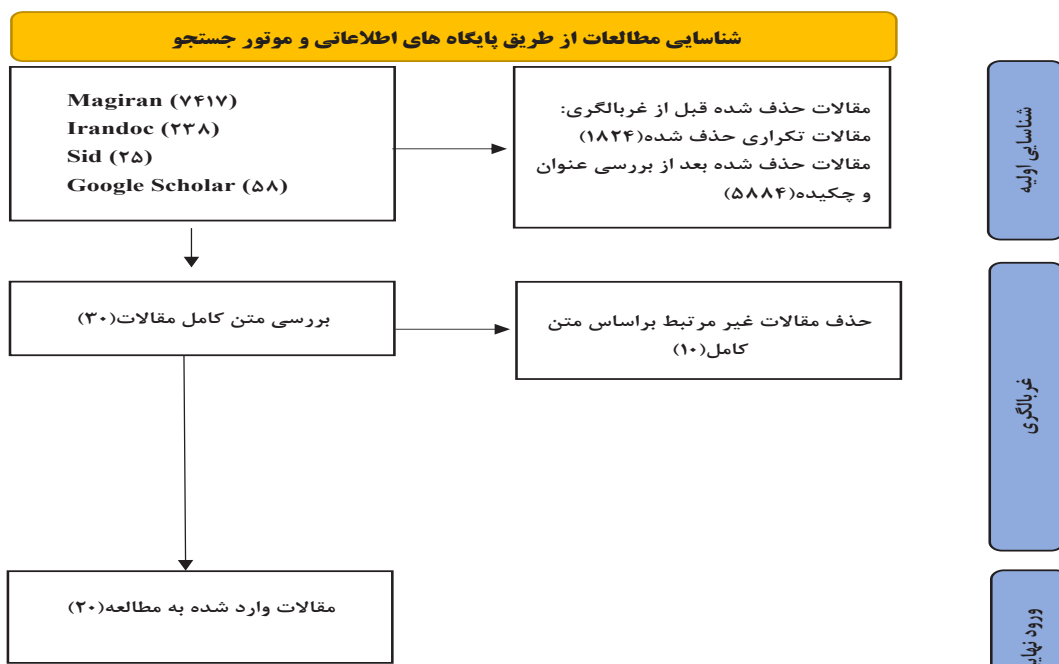 شناسایی مطالعات از طریق پایگاه های اطلاعاتی و موتور جستجو
Magiran (۷۴۱۷)
Irandoc (۲۳۸)
Sid (۲۵)
Google Scholar (۵۸)
مقالات حذف شده قبل از غربالگری:
مقالات تکراری حذف شده(۱۸۲۴)
مقالات حذف شده بعد از بررسی عنوان
و چکیده(۵۸۸۴)
شناسایی اولیه
بررسی متن کامل مقالات(۳۰)
حذف مقالات غیر مرتبط براساس متن
کامل(۱۰)
غربالگری
مقالات وارد شده به مطالعه(۲۰)
ورود